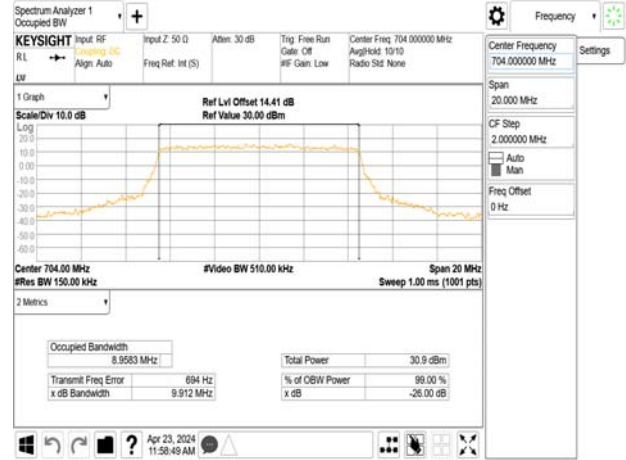 Spectrum Analyzer 1
Occupied BW
Frequency
KEYSIGHT
Input: RF
Input Z: 50 Ω
Atten: 30 dB
Trig: Free Run
Center Freq: 704.000000 MHz
RL
Coupling: DC
Gate: Off
Avg|Hold: 10/10
Align: Auto
Freq Ref: Int (S)
#IF Gain: Low
Radio Std: None
Center Frequency
704.000000 MHz
Settings
Span
20.000 MHz
CF Step
2.000000 MHz
Auto
Man
Freq Offset
0 Hz
1 Graph
Ref Lvl Offset 14.41 dB
Scale/Div 10.0 dB
Ref Value 30.00 dBm
Log
20.0
10.0
0.00
-10.0
-20.0
-30.0
-40.0
-50.0
-60.0
Center 704.00 MHz
#Video BW 510.00 kHz
Span 20 MHz
#Res BW 150.00 kHz
Sweep 1.00 ms (1001 pts)
2 Metrics
Occupied Bandwidth
8.9583 MHz
Total Power
30.9 dBm
Transmit Freq Error
694 Hz
% of OBW Power
99.00 %
x dB Bandwidth
9.912 MHz
x dB
-26.00 dB
?
Apr 23, 2024
11:58:49 AM